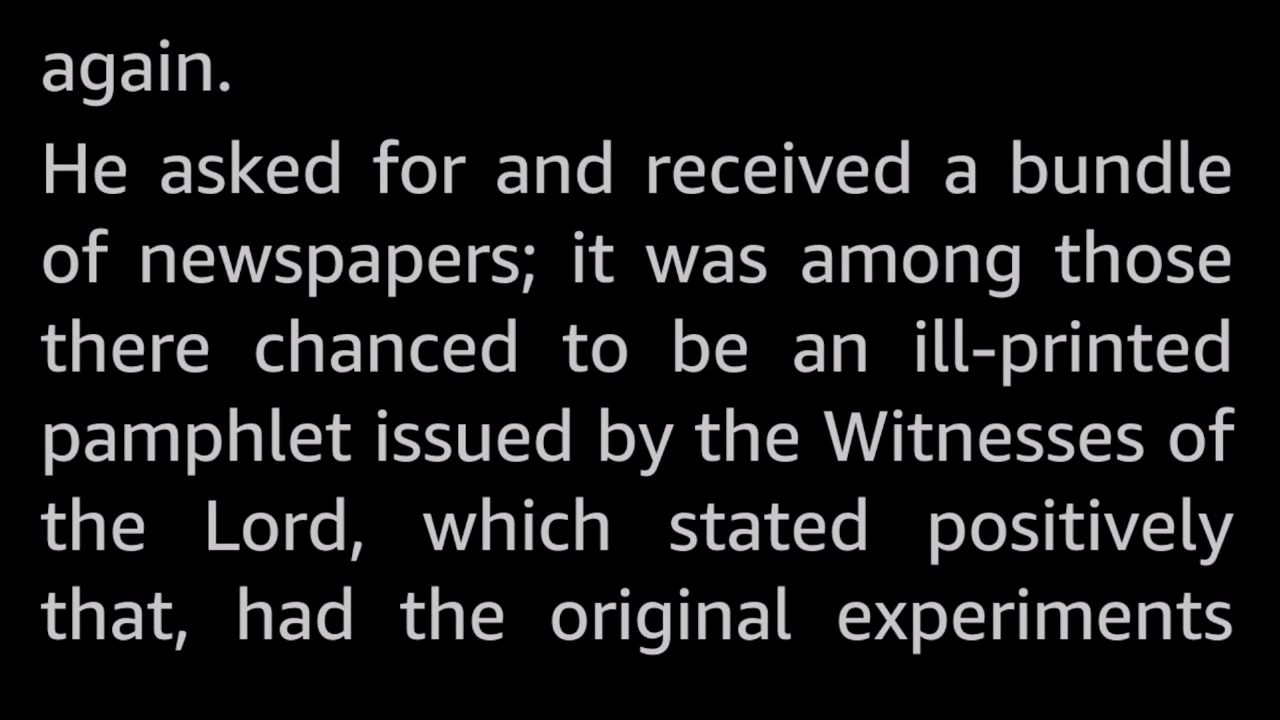 again.
He asked for and received a bundle
of newspapers; it was among those
there chanced to be an ill-printed
pamphlet issued by the Witnesses of
the Lord, which stated positively
that, had the original experiments